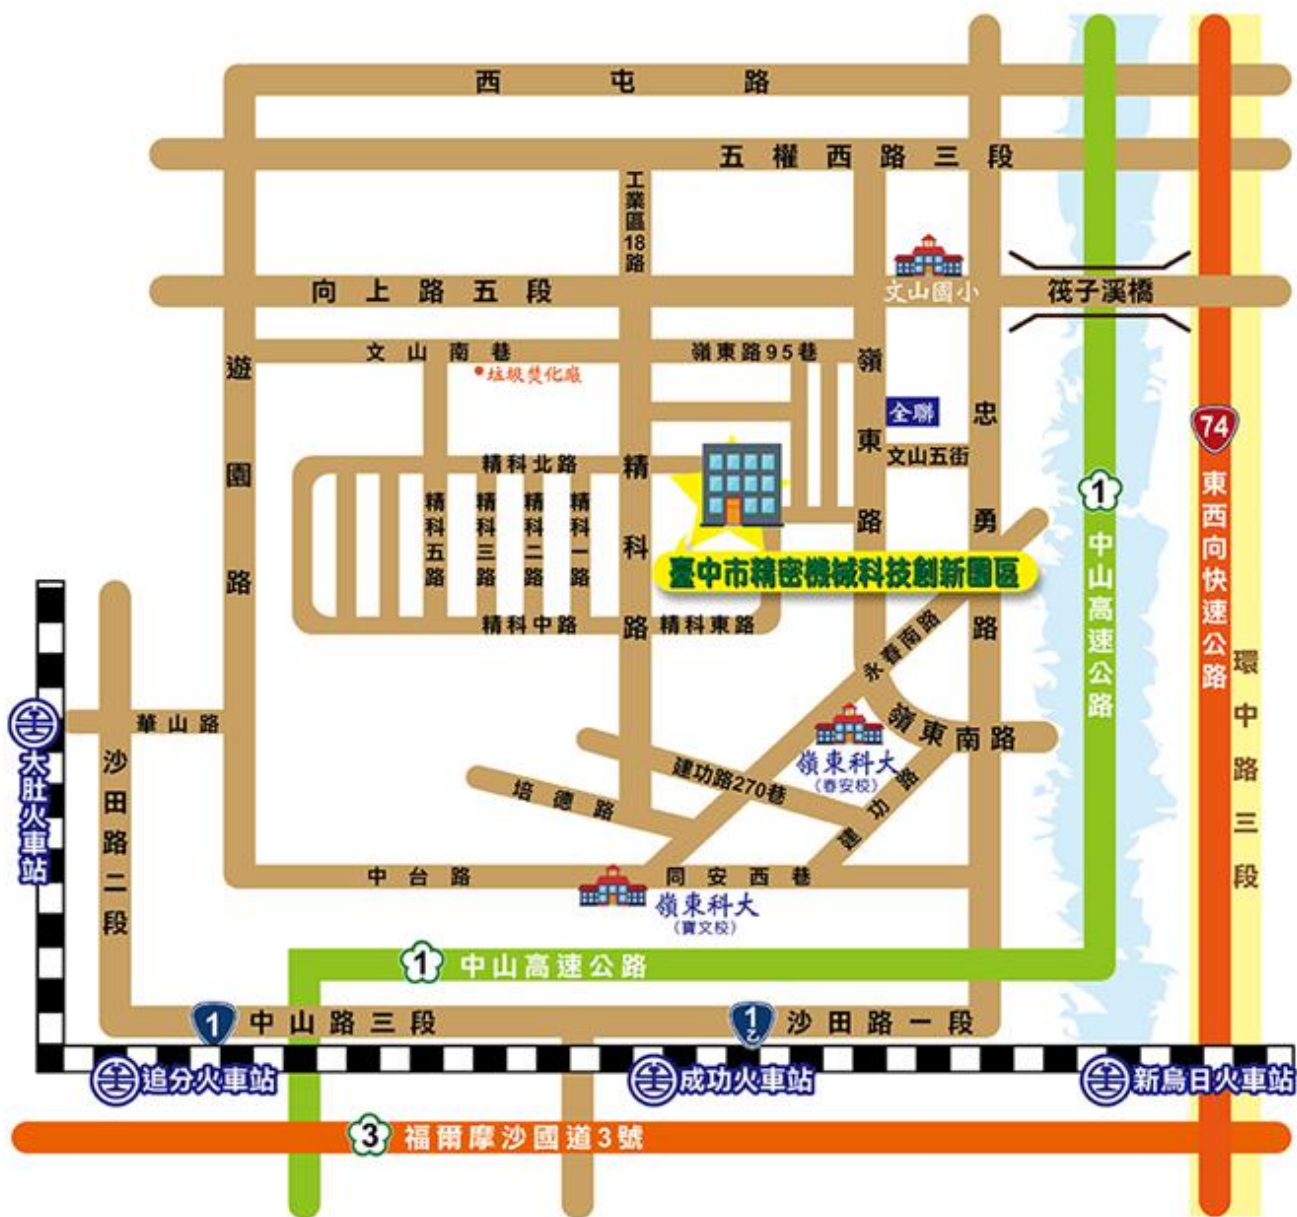 西屯路
五權西路三段
工業區18路
文山國小
向上路五段
筏子溪橋
文山南巷
嶺東路95巷
垃圾焚化廠
遊園路
嶺東路
全聯
忠勇路
74
東西向快速公路
文山五街
精科北路
精科路
精科五路
精科三路
精科二路
精科一路
1
中山高速公路
臺中市精密機械科技創新園區
精科中路
精科東路
永春南路
環中路三段
華山路
大肚火車站
沙田路二段
嶺東南路
嶺東科大
(春安校)
建功路270巷
建功路
培德路
中台路
同安西巷
嶺東科大
(寶文校)
1
中山高速公路
1
中山路三段
1乙
沙田路一段
追分火車站
成功火車站
新烏日火車站
3
福爾摩沙國道3號